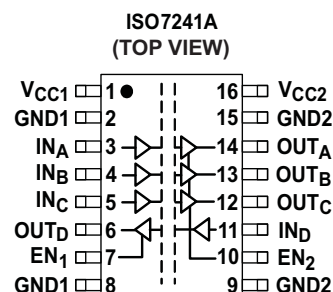 ISO7241A
(TOP VIEW)
VCC1 1 16 VCC2
GND1 2 15 GND2
INA 3 14 OUTA
INB 4 13 OUTB
INC 5 12 OUTC
OUTD 6 11 IND
EN1 7 10 EN2
GND1 8 9 GND2